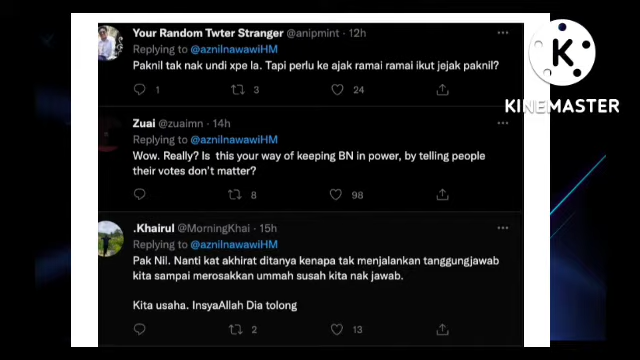 Your Random Twter Stranger @anipmint · 12h
Replying to @aznilnawawiHM
Paknil tak nak undi xpe la. Tapi perlu ke ajak ramai ramai ikut jejak paknil?
1 3 24
K
KINEMASTER
Zuai @zuaimn · 14h
Replying to @aznilnawawiHM
Wow. Really? Is this your way of keeping BN in power, by telling people
their votes don't matter?
8 98
.Khairul @MorningKhai · 15h
Replying to @aznilnawawiHM
Pak Nil. Nanti kat akhirat ditanya kenapa tak menjalankan tanggungjawab
kita sampai merosakkan ummah susah kita nak jawab.
Kita usaha. InsyaAllah Dia tolong
2 13